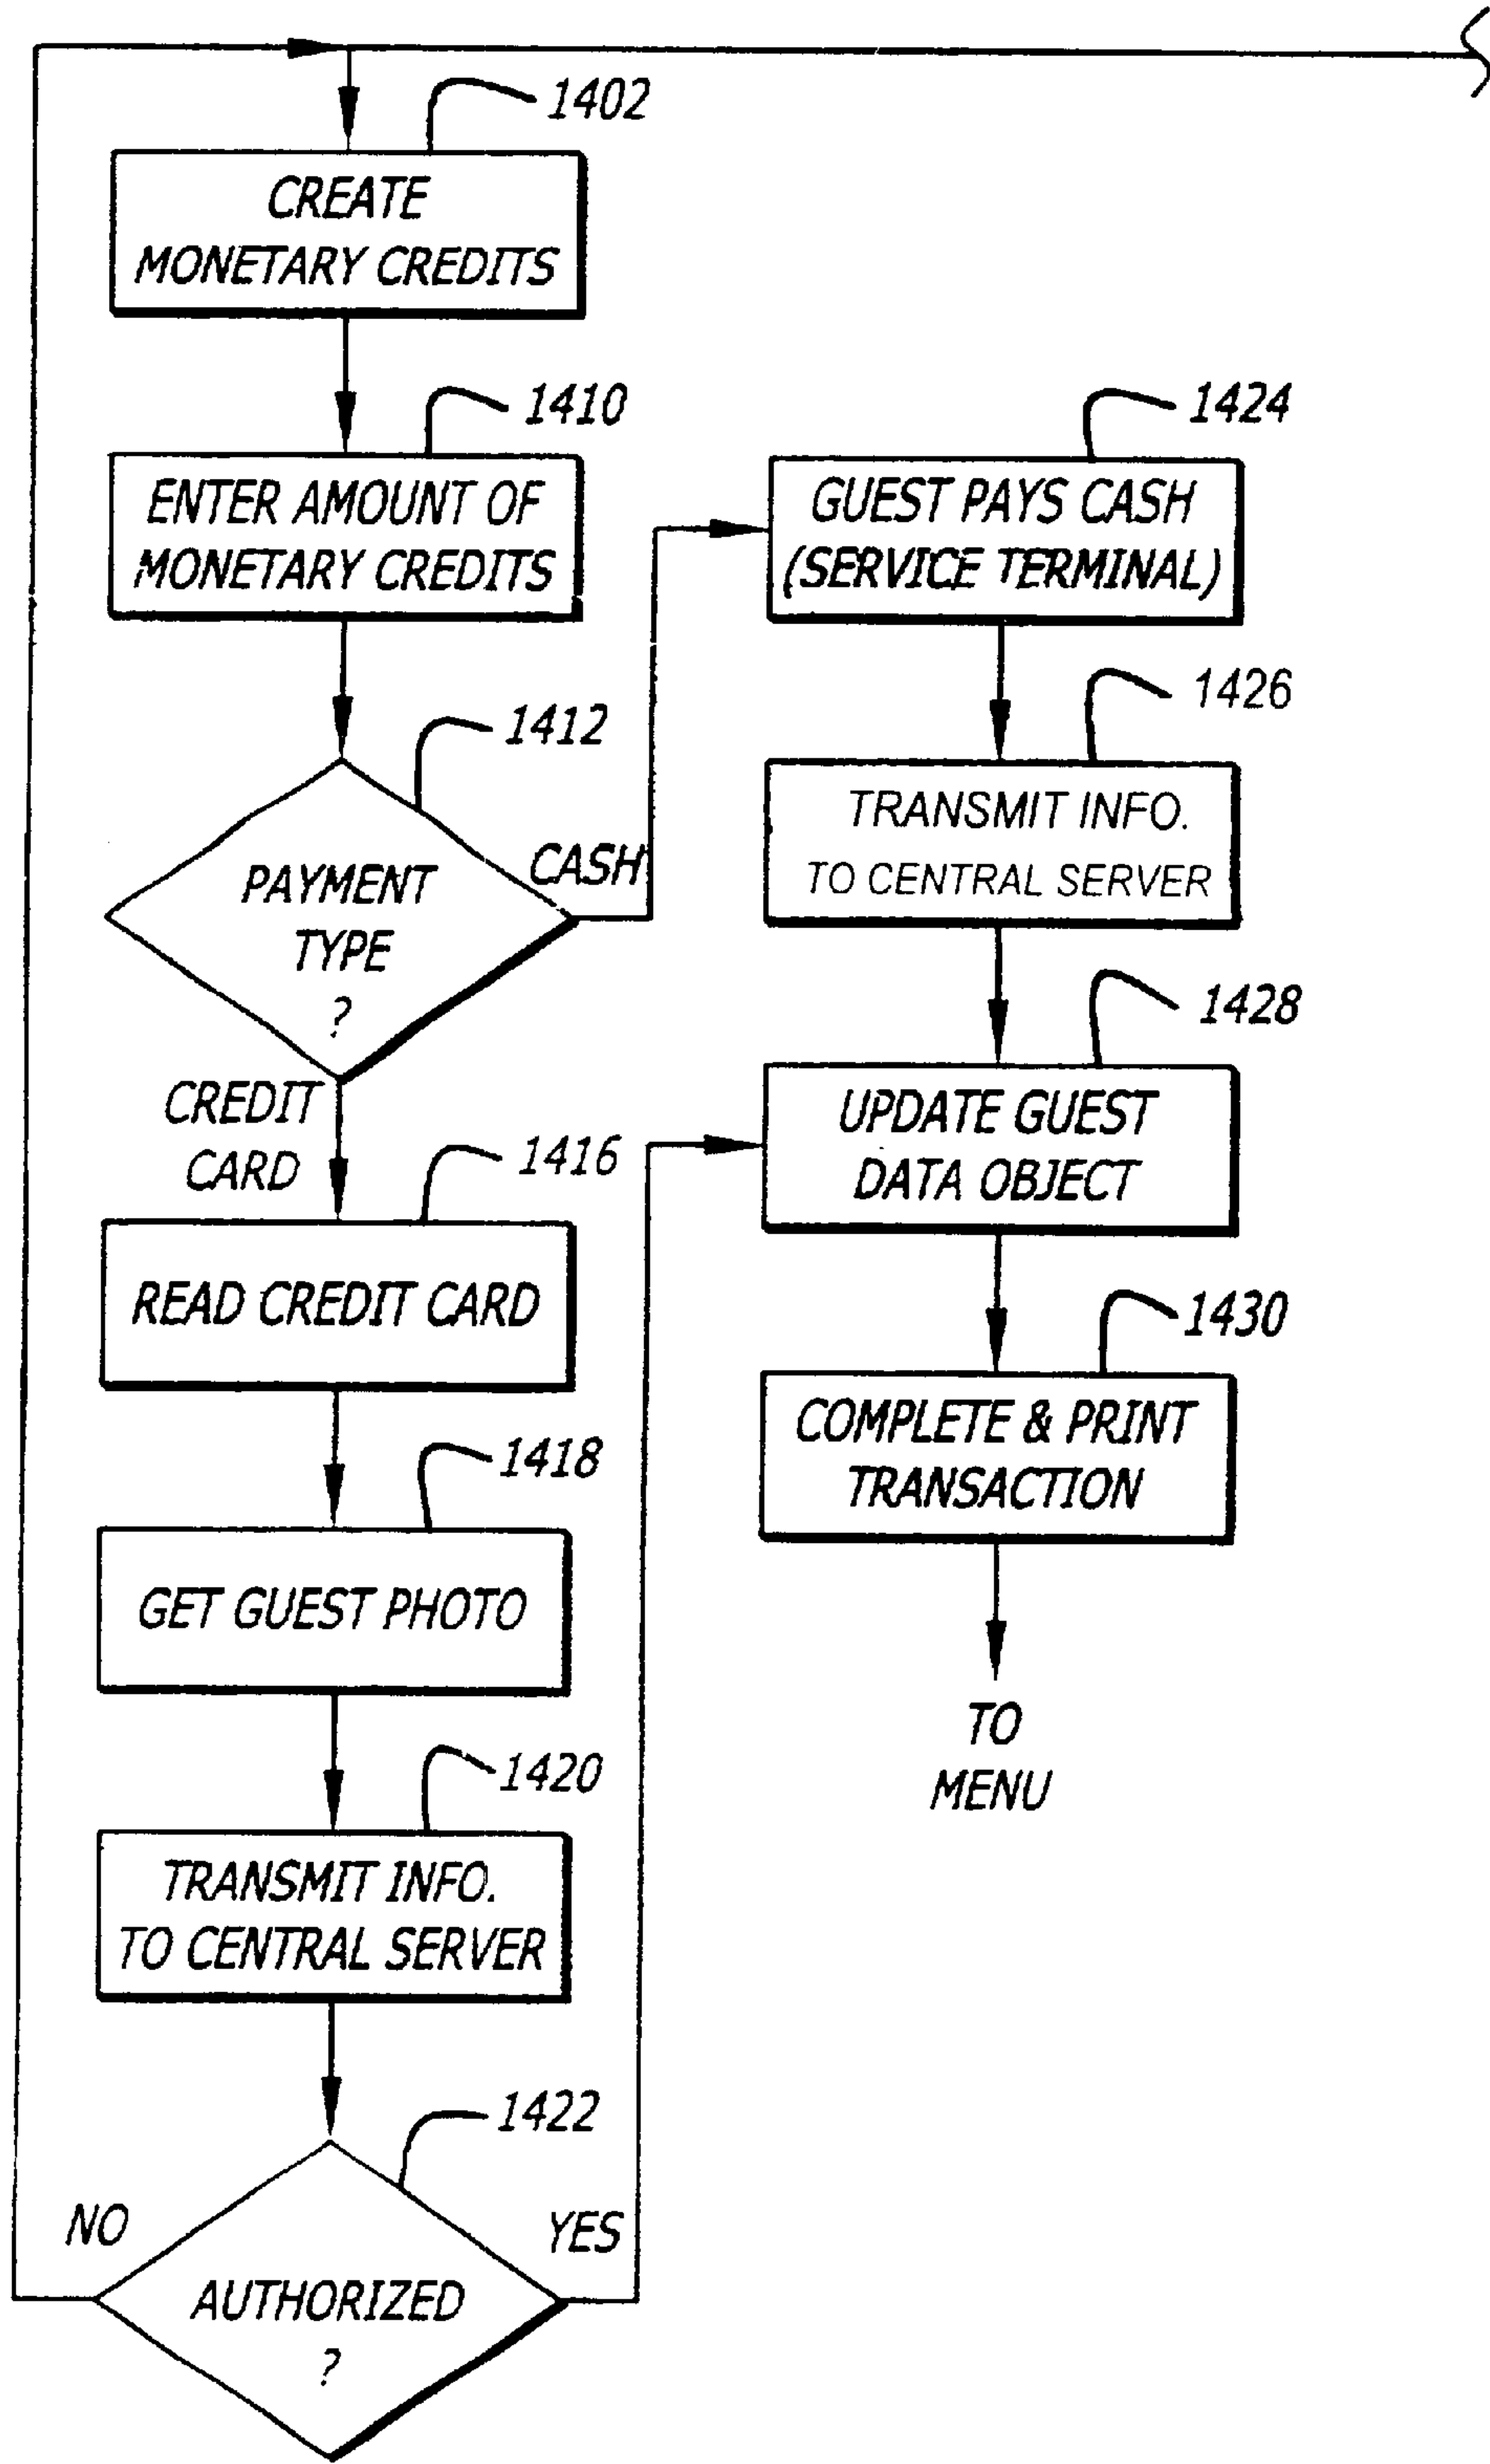 1402
CREATE
MONETARY CREDITS
1410
ENTER AMOUNT OF
MONETARY CREDITS
1412
PAYMENT
TYPE
?
CASH
CREDIT
CARD
1416
READ CREDIT CARD
1418
GET GUEST PHOTO
1420
TRANSMIT INFO.
TO CENTRAL SERVER
1422
NO
YES
AUTHORIZED
?
1424
GUEST PAYS CASH
(SERVICE TERMINAL)
1426
TRANSMIT INFO.
TO CENTRAL SERVER
1428
UPDATE GUEST
DATA OBJECT
1430
COMPLETE & PRINT
TRANSACTION
TO
MENU